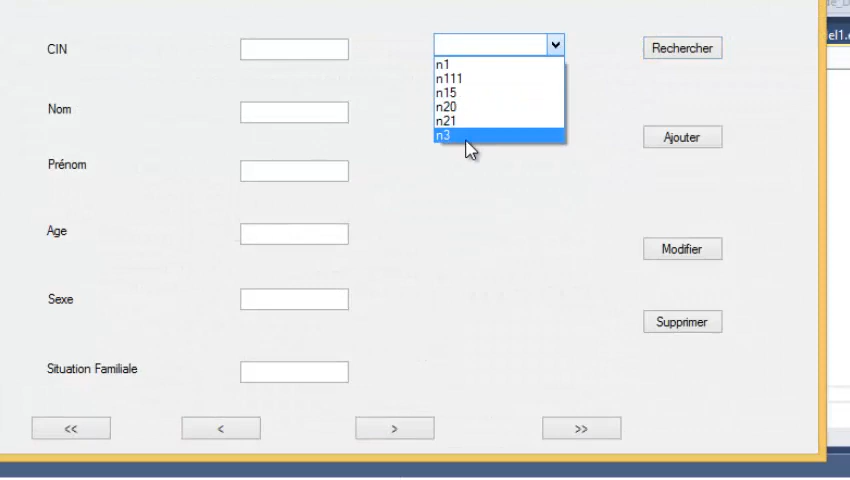 CIN
Rechercher
n1
n111
n15
n20
n21
n3
Nom
Ajouter
Prénom
Age
Modifier
Sexe
Supprimer
Situation Familiale
<<
<
>
>>